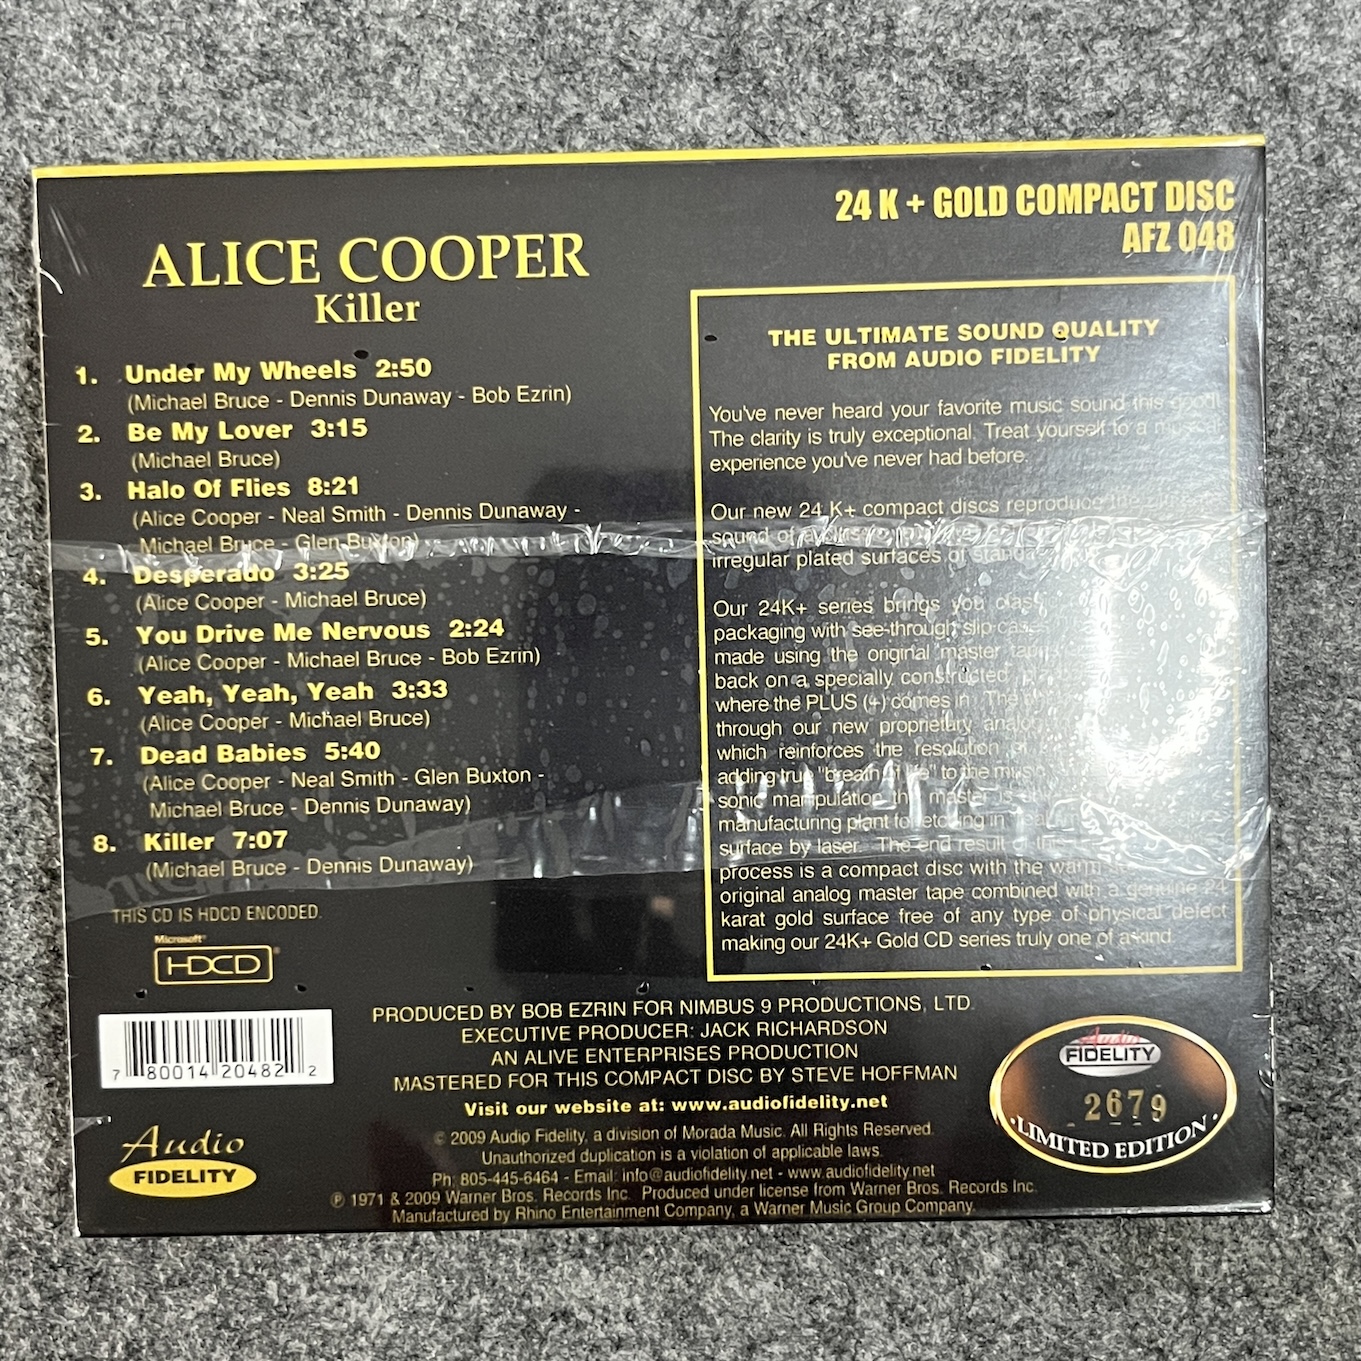 24 K + GOLD COMPACT DISC
AFZ 048
ALICE COOPER
Killer
1. Under My Wheels 2:50
(Michael Bruce - Dennis Dunaway - Bob Ezrin)
2. Be My Lover 3:15
(Michael Bruce)
3. Halo Of Flies 8:21
(Alice Cooper - Neal Smith - Dennis Dunaway -
Michael Bruce - Glen Buxton)
4. Desperado 3:25
(Alice Cooper - Michael Bruce)
5. You Drive Me Nervous 2:24
(Alice Cooper - Michael Bruce - Bob Ezrin)
6. Yeah, Yeah, Yeah 3:33
(Alice Cooper - Michael Bruce)
7. Dead Babies 5:40
(Alice Cooper - Neal Smith - Glen Buxton -
Michael Bruce - Dennis Dunaway)
8. Killer 7:07
(Michael Bruce - Dennis Dunaway)
THIS CD IS HDCD ENCODED.
Microsoft®
HDCD®
THE ULTIMATE SOUND QUALITY
FROM AUDIO FIDELITY
You've never heard your favorite music sound this good!
The clarity is truly exceptional. Treat yourself to a musical
experience you've never had before.
Our new 24 K+ compact discs reproduce the
sound of
irregular plated surfaces of
Our 24K+ series brings you
packaging with see-through slip case
made using the original master
back on a specially constructed
where the PLUS (+) comes in. The
through our new proprietary
which reinforces the resolution
adding true "breath of life" to the music
sonic manipulation the master is
manufacturing plant for etching in
surface by laser. The end result of this
process is a compact disc with the warm
original analog master tape combined with a genuine 24
karat gold surface free of any type of physical defect
making our 24K+ Gold CD series truly one of a kind.
PRODUCED BY BOB EZRIN FOR NIMBUS 9 PRODUCTIONS, LTD.
EXECUTIVE PRODUCER: JACK RICHARDSON
AN ALIVE ENTERPRISES PRODUCTION
MASTERED FOR THIS COMPACT DISC BY STEVE HOFFMAN
Visit our website at: www.audiofidelity.net
© 2009 Audio Fidelity, a division of Morada Music. All Rights Reserved.
Unauthorized duplication is a violation of applicable laws.
Ph: 805-445-6464 - Email: info@audiofidelity.net - www.audiofidelity.net
℗ 1971 & 2009 Warner Bros. Records Inc. Produced under license from Warner Bros. Records Inc.
Manufactured by Rhino Entertainment Company, a Warner Music Group Company.
7 80014 20482 2
Audio
FIDELITY
Audio
FIDELITY
2679
·LIMITED EDITION·